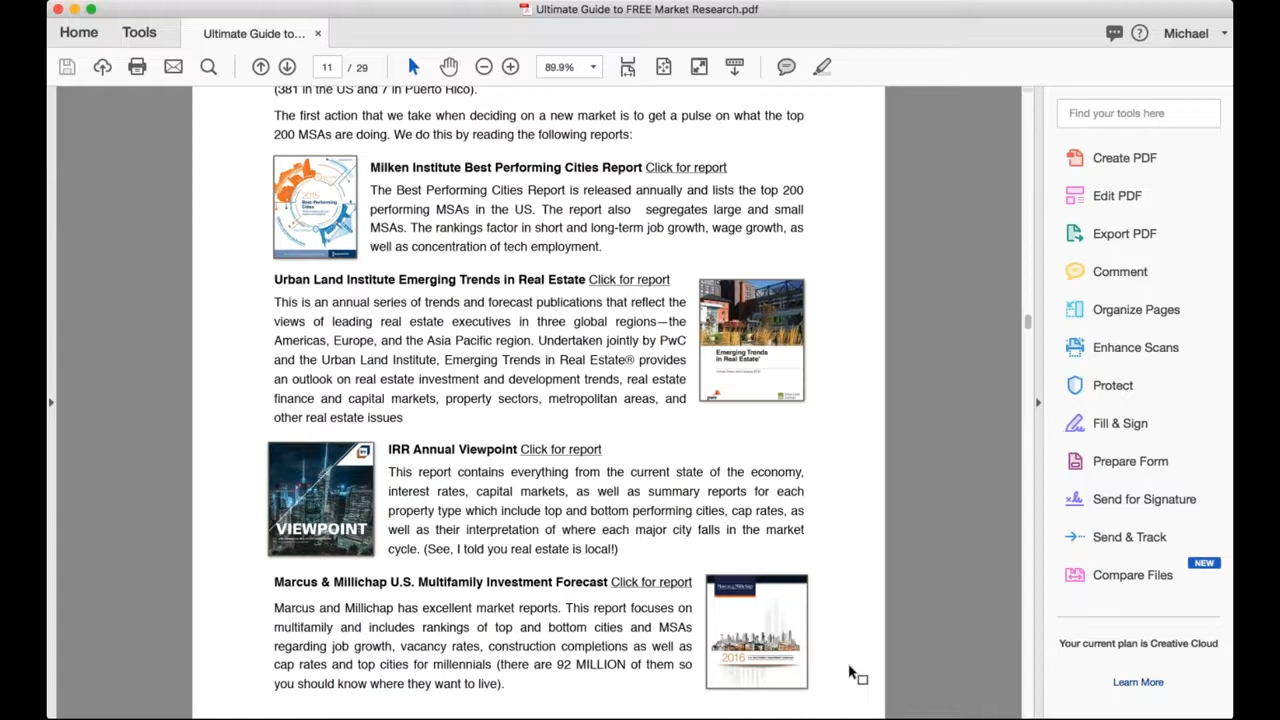 Ultimate Guide to FREE Market Research.pdf
Home
Tools
Ultimate Guide to...
Michael
11 / 29
89.9%
(381 in the US and 7 in Puerto Rico).
The first action that we take when deciding on a new market is to get a pulse on what the top
200 MSAs are doing. We do this by reading the following reports:
Milken Institute Best Performing Cities Report Click for report
The Best Performing Cities Report is released annually and lists the top 200
performing MSAs in the US. The report also segregates large and small
MSAs. The rankings factor in short and long-term job growth, wage growth, as
well as concentration of tech employment.
2015
Best-Performing
Cities
Urban Land Institute Emerging Trends in Real Estate Click for report
This is an annual series of trends and forecast publications that reflect the
views of leading real estate executives in three global regions—the
Americas, Europe, and the Asia Pacific region. Undertaken jointly by PwC
and the Urban Land Institute, Emerging Trends in Real Estate® provides
an outlook on real estate investment and development trends, real estate
finance and capital markets, property sectors, metropolitan areas, and
other real estate issues
Emerging Trends
in Real Estate®
pwc
IRR Annual Viewpoint Click for report
This report contains everything from the current state of the economy,
interest rates, capital markets, as well as summary reports for each
property type which include top and bottom performing cities, cap rates, as
well as their interpretation of where each major city falls in the market
cycle. (See, I told you real estate is local!)
VIEWPOINT
Marcus & Millichap U.S. Multifamily Investment Forecast Click for report
Marcus and Millichap has excellent market reports. This report focuses on
multifamily and includes rankings of top and bottom cities and MSAs
regarding job growth, vacancy rates, construction completions as well as
cap rates and top cities for millennials (there are 92 MILLION of them so
you should know where they want to live).
Marcus & Millichap
2016
Find your tools here
Create PDF
Edit PDF
Export PDF
Comment
Organize Pages
Enhance Scans
Protect
Fill & Sign
Prepare Form
Send for Signature
Send & Track
NEW
Compare Files
Your current plan is Creative Cloud
Learn More